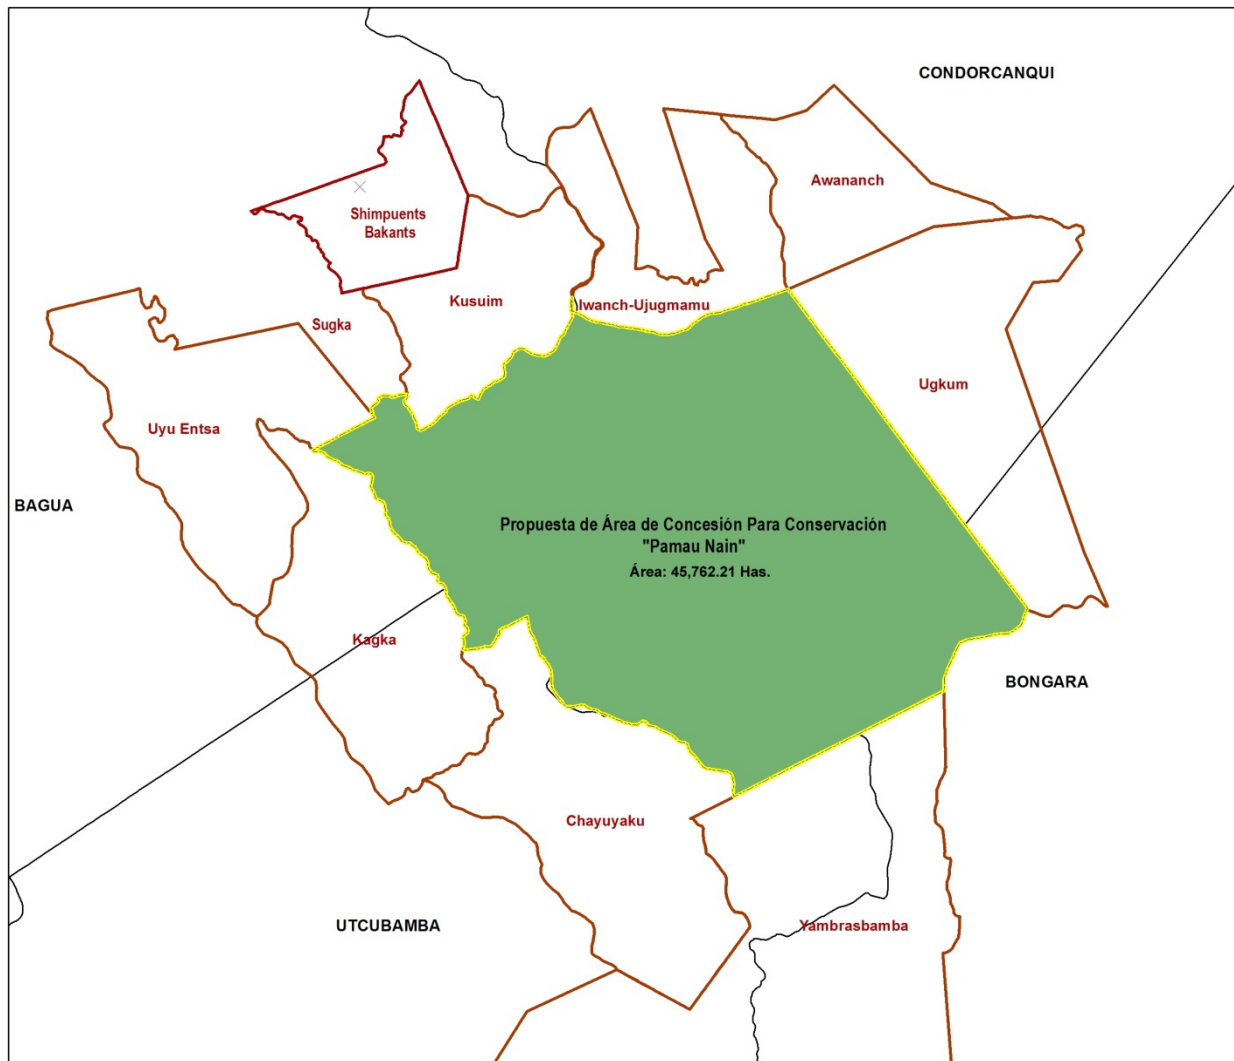 CONDORCANQUI
Awananch
Shimpuents
Bakants
Kusuim
Iwanch-Ujugmamu
Sugka
Ugkum
Uyu Entsa
BAGUA
Propuesta de Área de Concesión Para Conservación
"Pamau Nain"
Área: 45,762.21 Has.
Kagka
BONGARA
Chayuyaku
UTCUBAMBA
Yambrasbamba